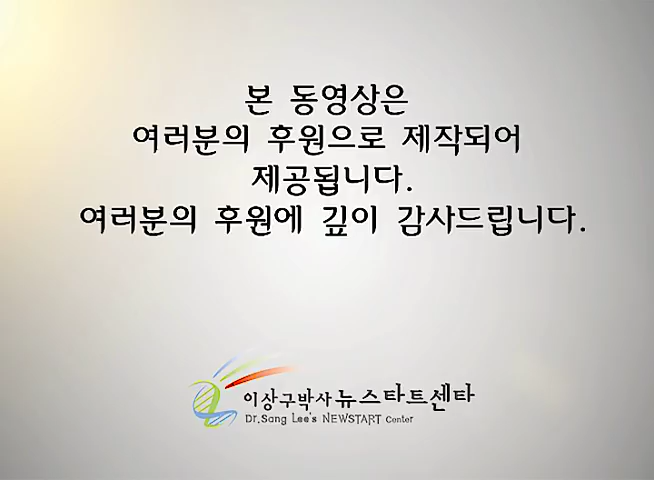 본 동영상은
여러분의 후원으로 제작되어
제공됩니다.
여러분의 후원에 깊이 감사드립니다.
이상구박사 뉴스타트센타
Dr.Sang Lee's NEWSTART Center